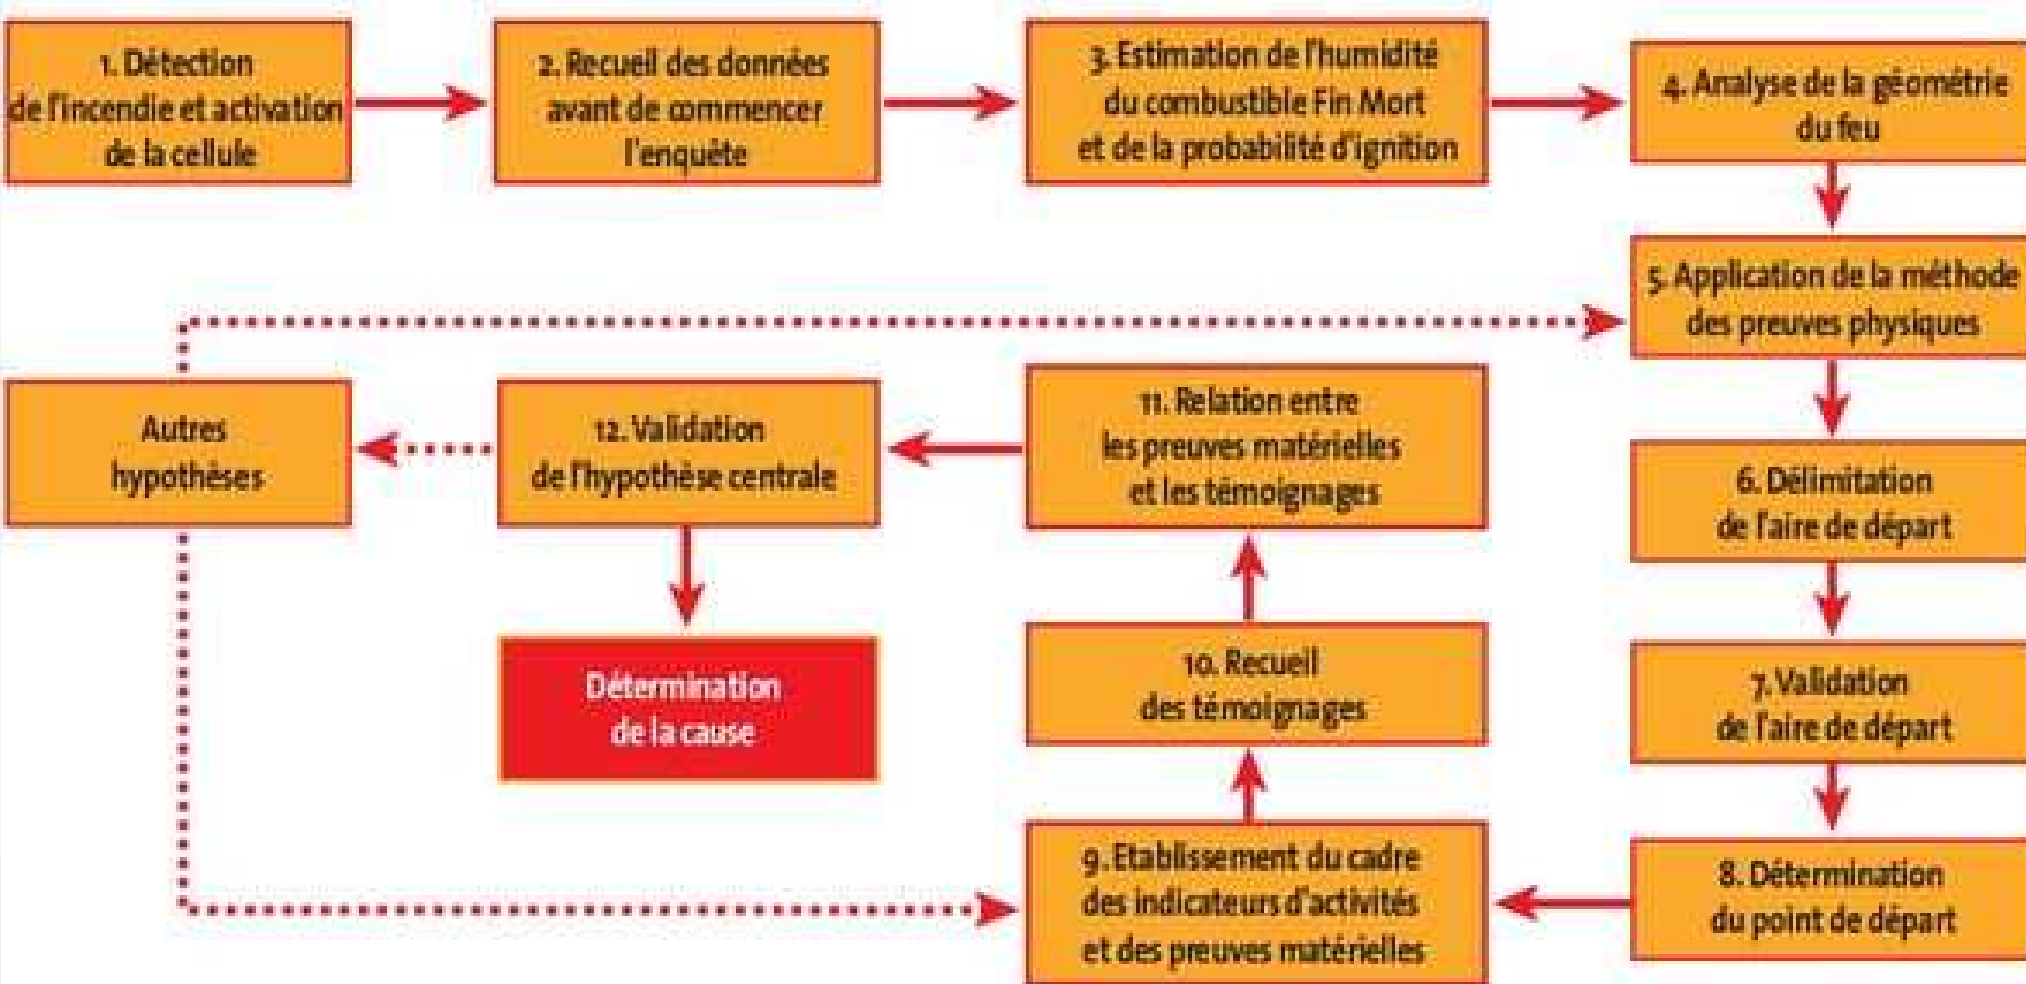 1. Détection
de l'incendie et activation
de la cellule
2. Recueil des données
avant de commencer
l'enquête
3. Estimation de l'humidité
du combustible Fin Mort
et de la probabilité d'ignition
4. Analyse de la géométrie
du feu
5. Application de la méthode
des preuves physiques
6. Délimitation
de l'aire de départ
7. Validation
de l'aire de départ
8. Détermination
du point de départ
9. Etablissement du cadre
des indicateurs d'activités
et des preuves matérielles
10. Recueil
des témoignages
11. Relation entre
les preuves matérielles
et les témoignages
12. Validation
de l'hypothèse centrale
Autres
hypothèses
Détermination
de la cause